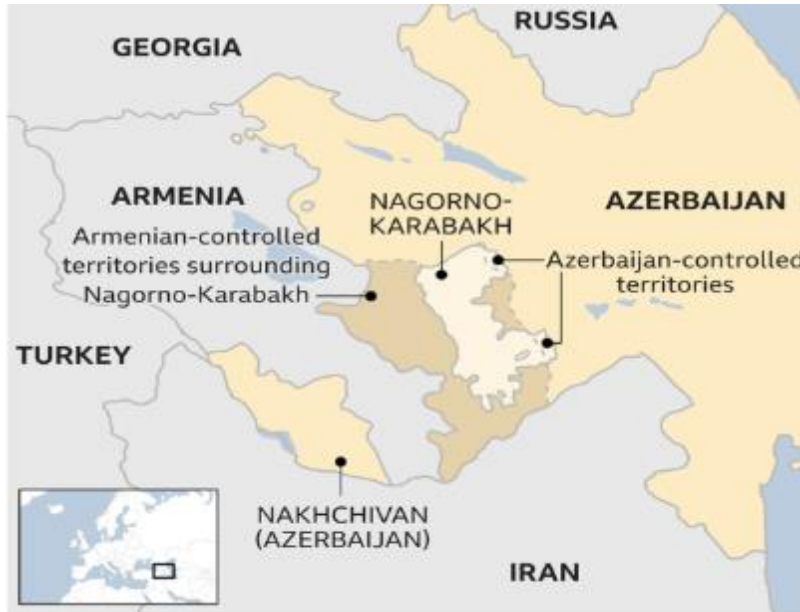 RUSSIA
GEORGIA
ARMENIA
NAGORNO-
KARABAKH
AZERBAIJAN
Armenian-controlled
territories surrounding
Nagorno-Karabakh
Azerbaijan-controlled
territories
TURKEY
NAKHCHIVAN
(AZERBAIJAN)
IRAN